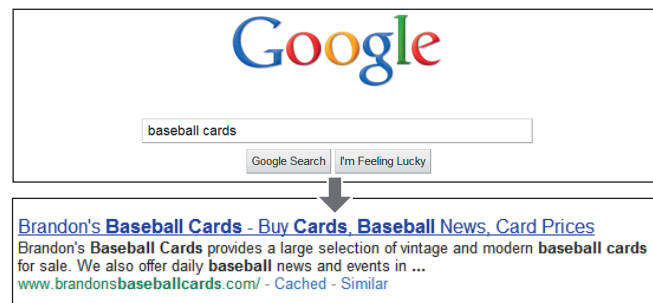 Google
baseball cards
Google Search I'm Feeling Lucky
Brandon's Baseball Cards - Buy Cards, Baseball News, Card Prices
Brandon's Baseball Cards provides a large selection of vintage and modern baseball cards
for sale. We also offer daily baseball news and events in ...
www.brandonsbaseballcards.com/ - Cached - Similar